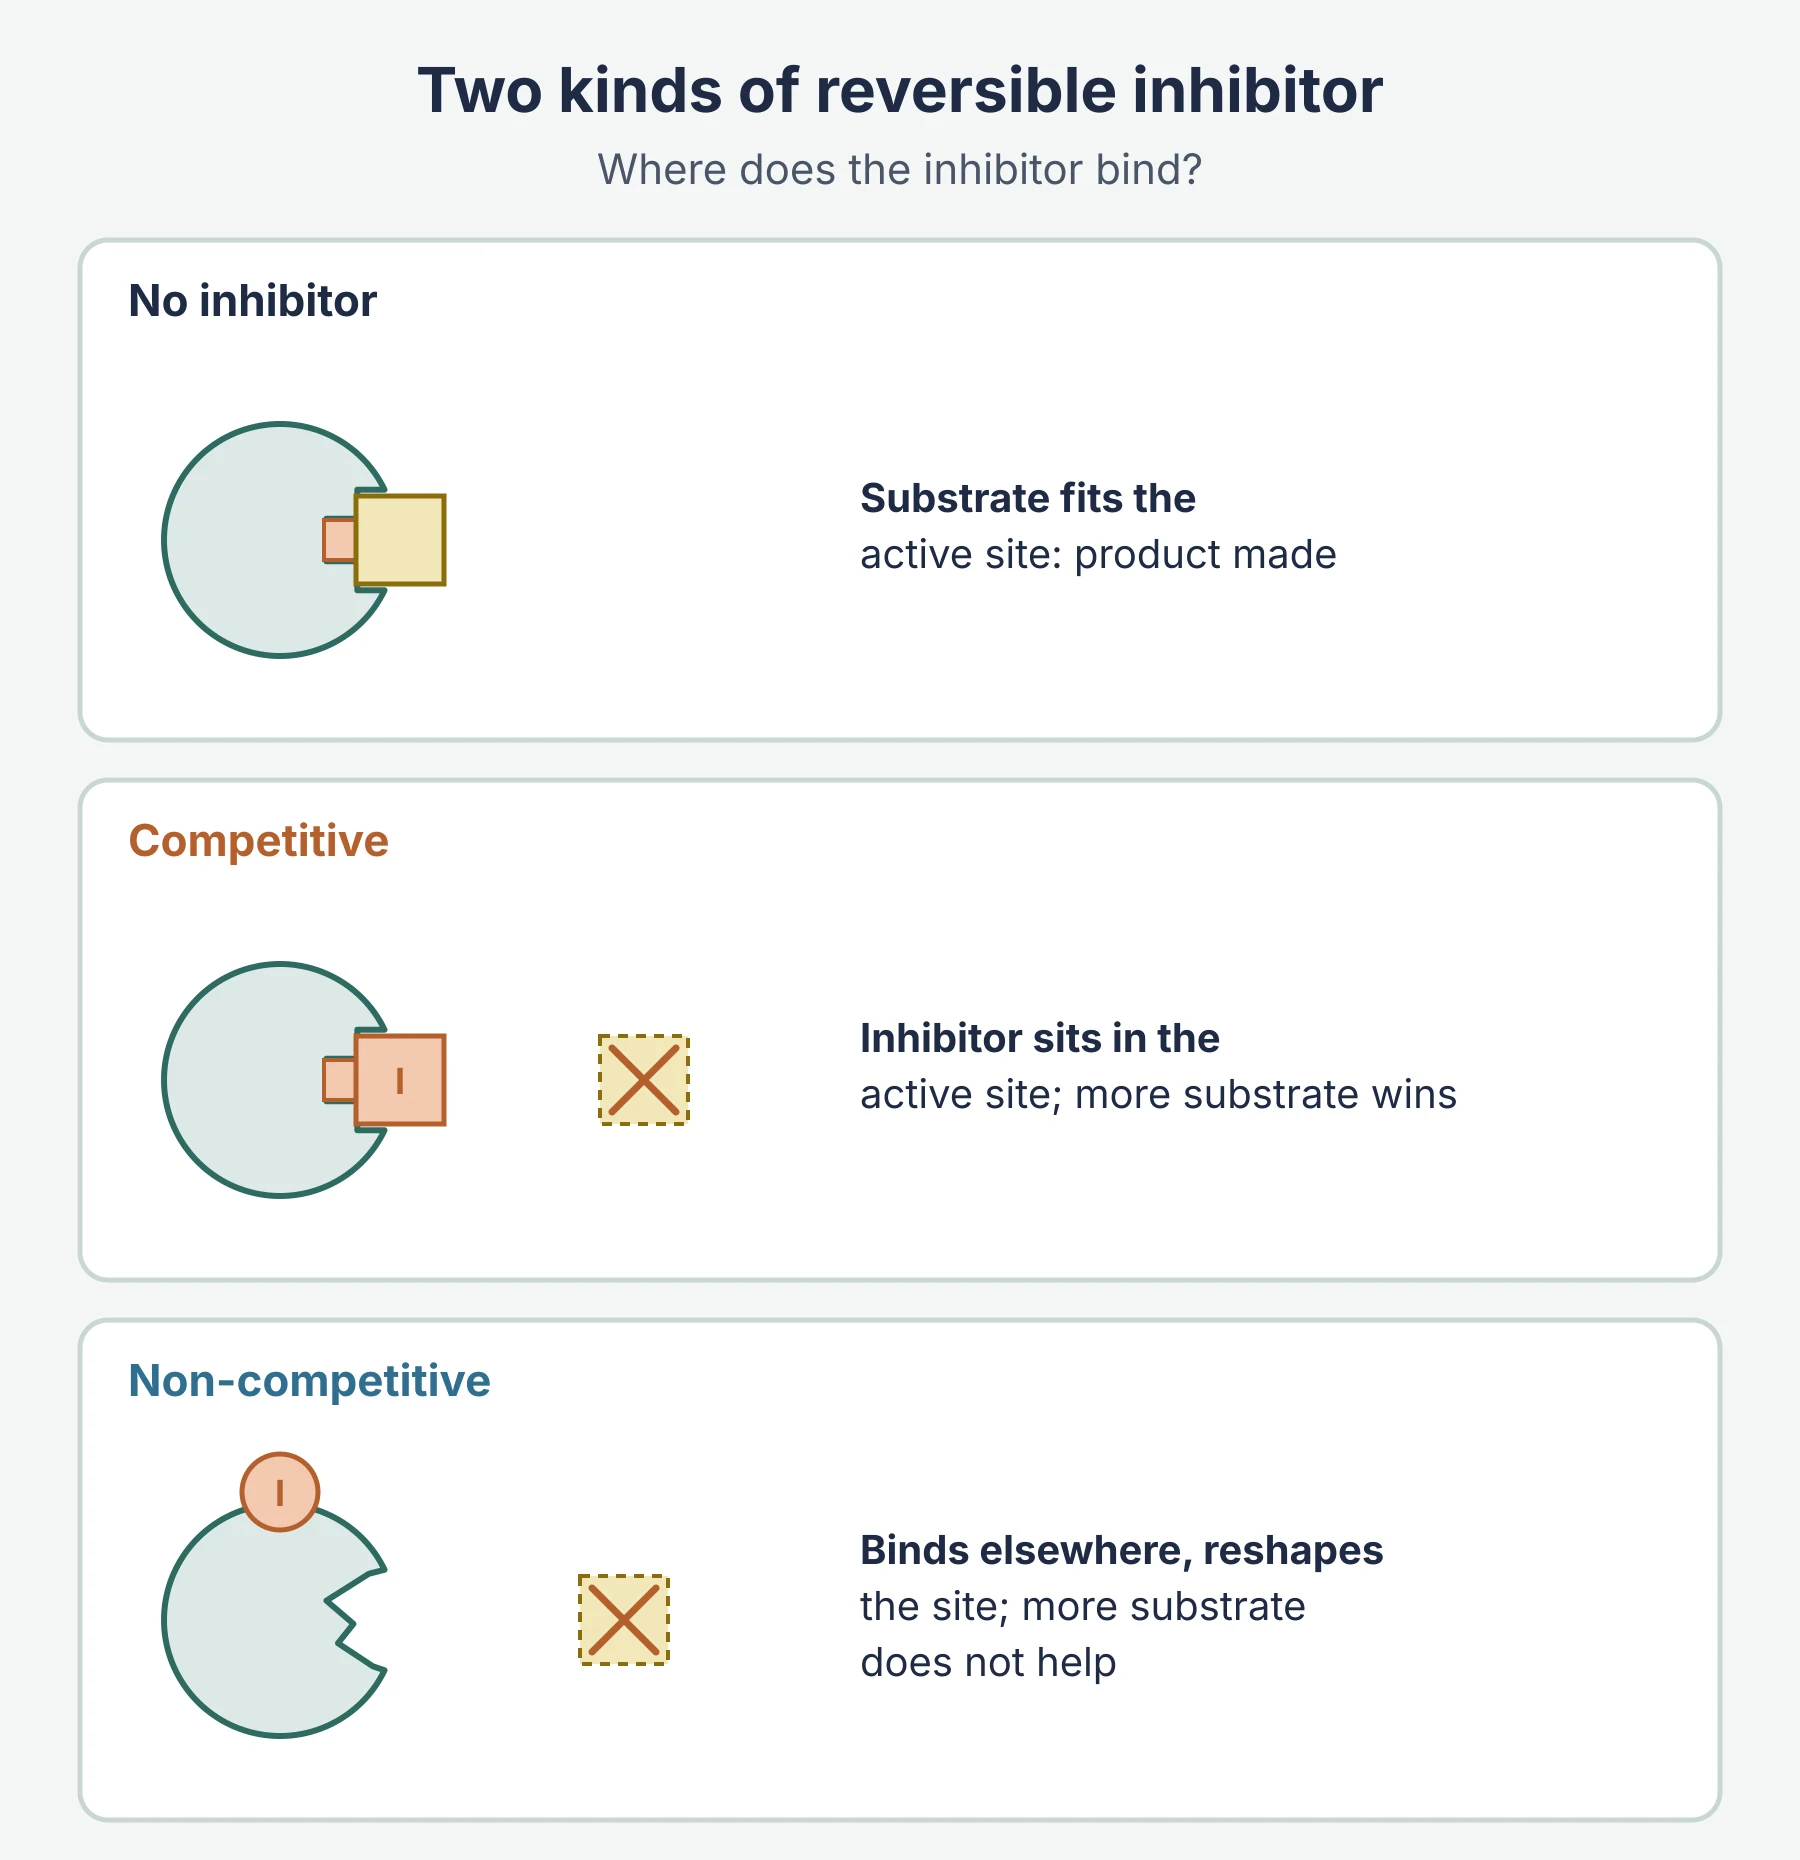 Two kinds of reversible inhibitor
Where does the inhibitor bind?
No inhibitor
Substrate fits the
active site: product made
Competitive
I
Inhibitor sits in the
active site; more substrate wins
Non-competitive
I
Binds elsewhere, reshapes
the site; more substrate
does not help